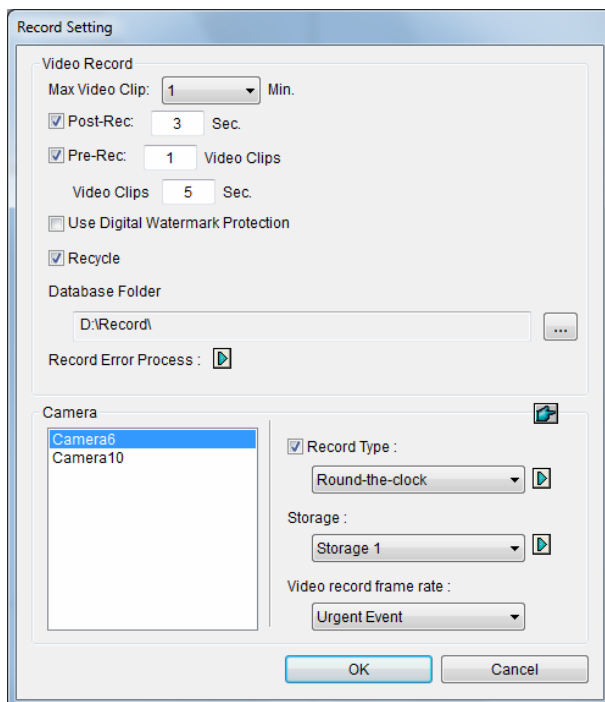 Record Setting
Video Record
Max Video Clip: 1 Min.
Post-Rec: 3 Sec.
Pre-Rec: 1 Video Clips
Video Clips 5 Sec.
Use Digital Watermark Protection
Recycle
Database Folder
D:\Record\ ...
Record Error Process :
Camera
Camera6
Camera10
Record Type :
Round-the-clock
Storage :
Storage 1
Video record frame rate :
Urgent Event
OK Cancel